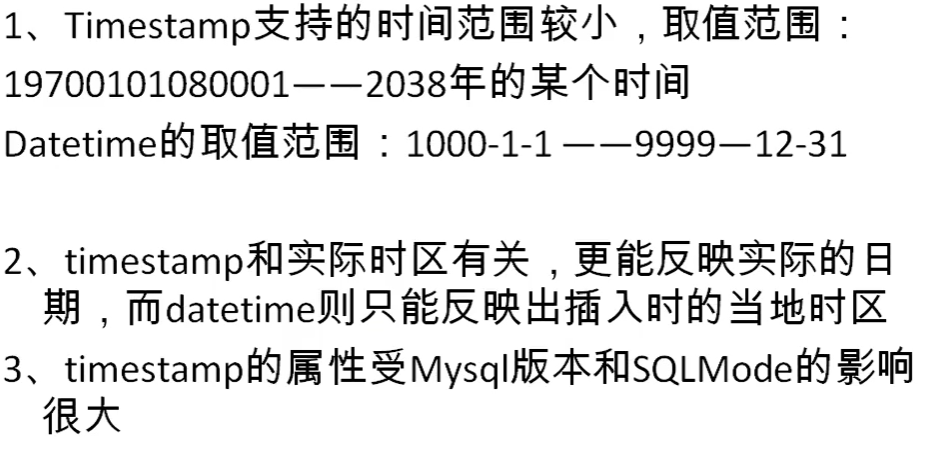 1、Timestamp支持的时间范围较小，取值范围：
19700101080001——2038年的某个时间
Datetime的取值范围：1000-1-1 ——9999—12-31
2、timestamp和实际时区有关，更能反映实际的日
期，而datetime则只能反映出插入时的当地时区
3、timestamp的属性受Mysql版本和SQLMode的影响
很大